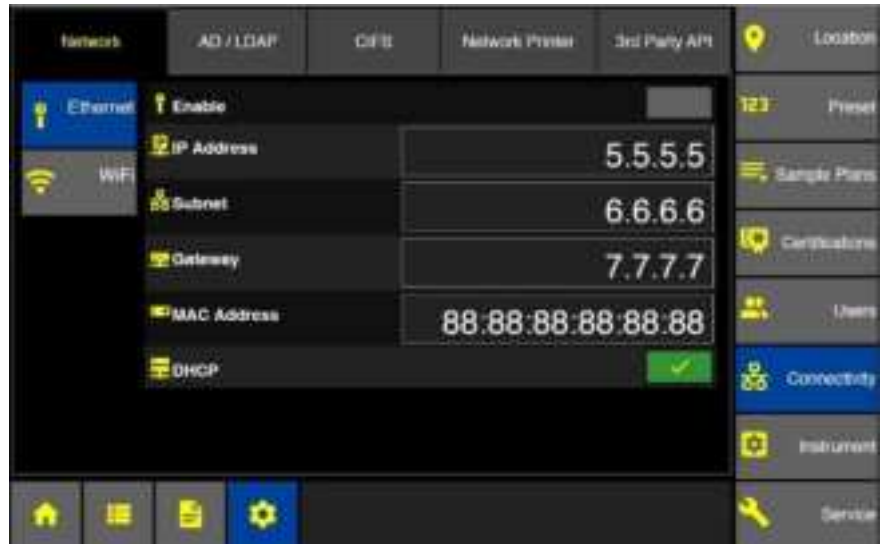 Network
AD / LDAP
CIFS
Network Printer
3rd Party API
Ethernet
WiFi
Enable
IP Address
5.5.5.5
Subnet
6.6.6.6
Gateway
7.7.7.7
MAC Address
88:88:88:88:88:88
DHCP
Location
123
Preset
Sample Plans
Certifications
Users
Connectivity
Instrument
Service